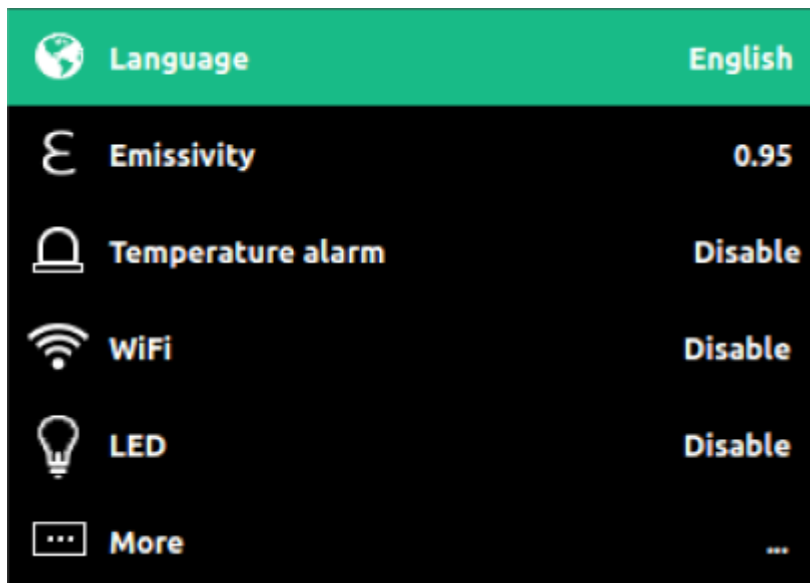 Language English
ε Emissivity 0.95
Temperature alarm Disable
WiFi Disable
LED Disable
More ...